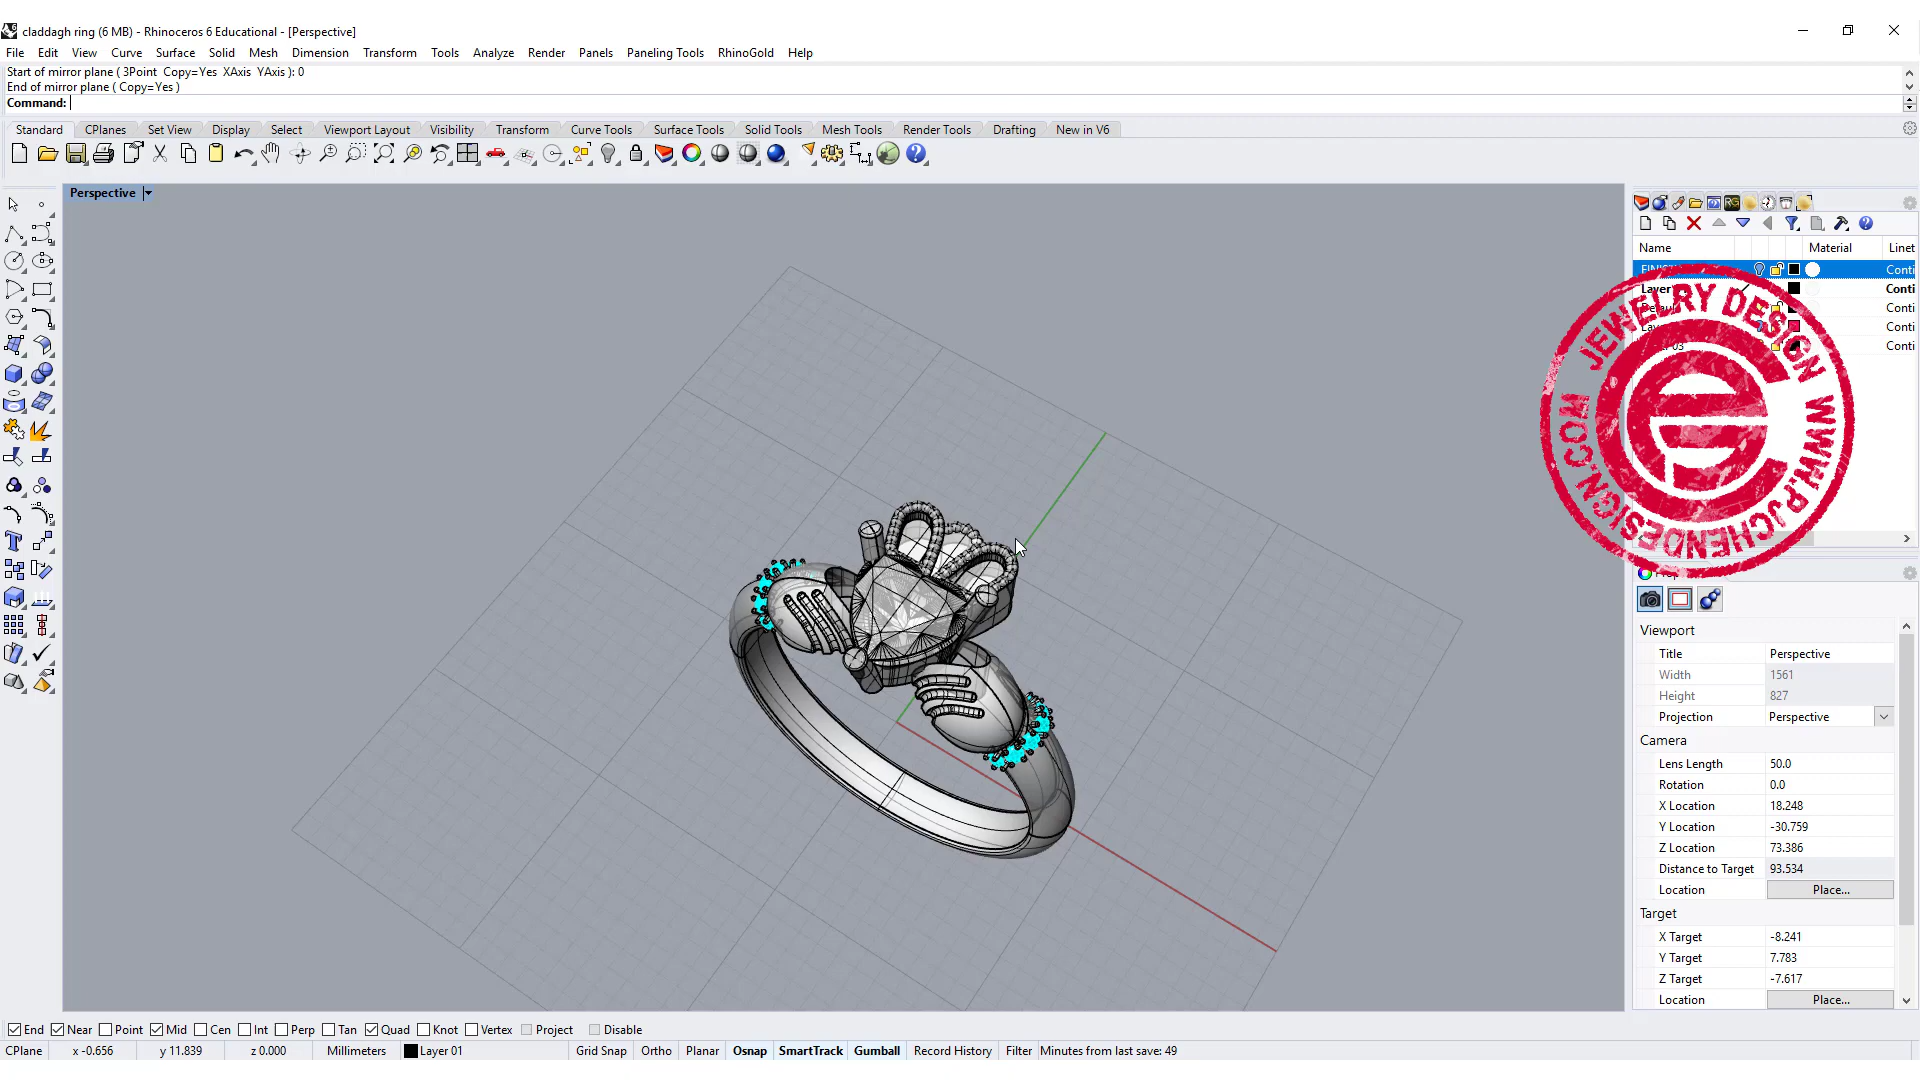 claddagh ring (6 MB) - Rhinoceros 6 Educational - [Perspective]
File Edit View Curve Surface Solid Mesh Dimension Transform Tools Analyze Render Panels Paneling Tools RhinoGold Help
Start of mirror plane ( 3Point Copy=Yes XAxis YAxis ): 0
End of mirror plane ( Copy=Yes )
Command:
Standard CPlanes Set View Display Select Viewport Layout Visibility Transform Curve Tools Surface Tools Solid Tools Mesh Tools Render Tools Drafting New in V6
Perspective
Name Material Linet
Conti
Layer Conti
Conti
Conti
03 Conti
JEWELRY DESIGN
WWW.PJCHENDESIGN.COM
Viewport
Title Perspective
Width 1561
Height 827
Projection Perspective
Camera
Lens Length 50.0
Rotation 0.0
X Location 18.248
Y Location -30.759
Z Location 73.386
Distance to Target 93.534
Location Place...
Target
X Target -8.241
Y Target 7.783
Z Target -7.617
Location Place...
End Near Point Mid Cen Int Perp Tan Quad Knot Vertex Project Disable
CPlane x -0.656 y 11.839 z 0.000 Millimeters Layer 01 Grid Snap Ortho Planar Osnap SmartTrack Gumball Record History Filter Minutes from last save: 49